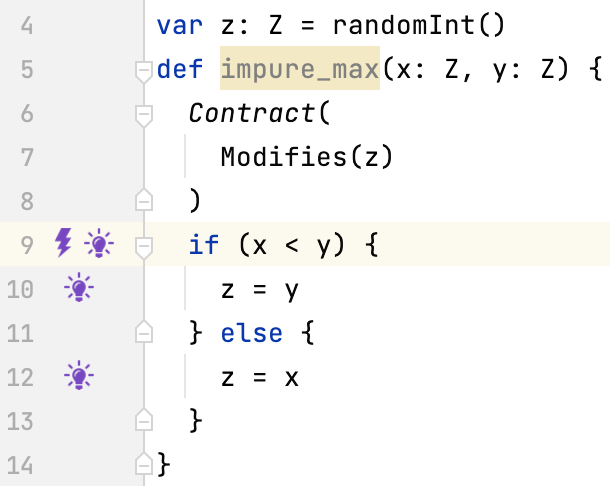 4 var z: Z = randomInt()
5 def impure_max(x: Z, y: Z) {
6   Contract(
7     Modifies(z)
8   )
9   if (x < y) {
10     z = y
11   } else {
12     z = x
13   }
14 }